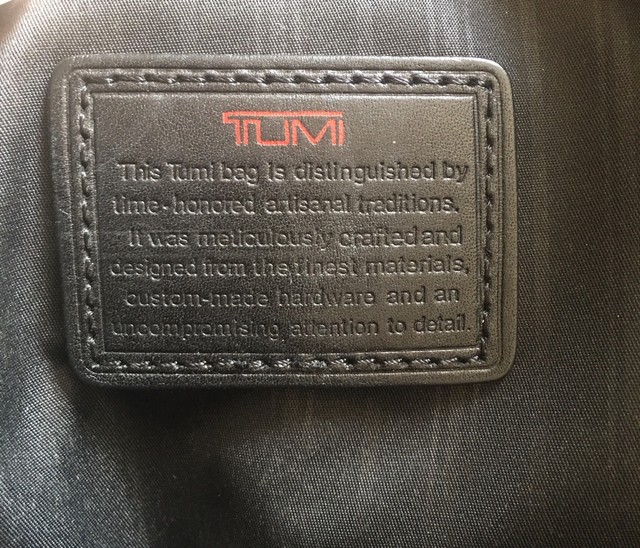 TUMI
This Tumi bag is distinguished by
time-honored artisanal traditions.
It was meticulously crafted and
designed from the finest materials,
custom-made hardware and an
uncompromising attention to detail.